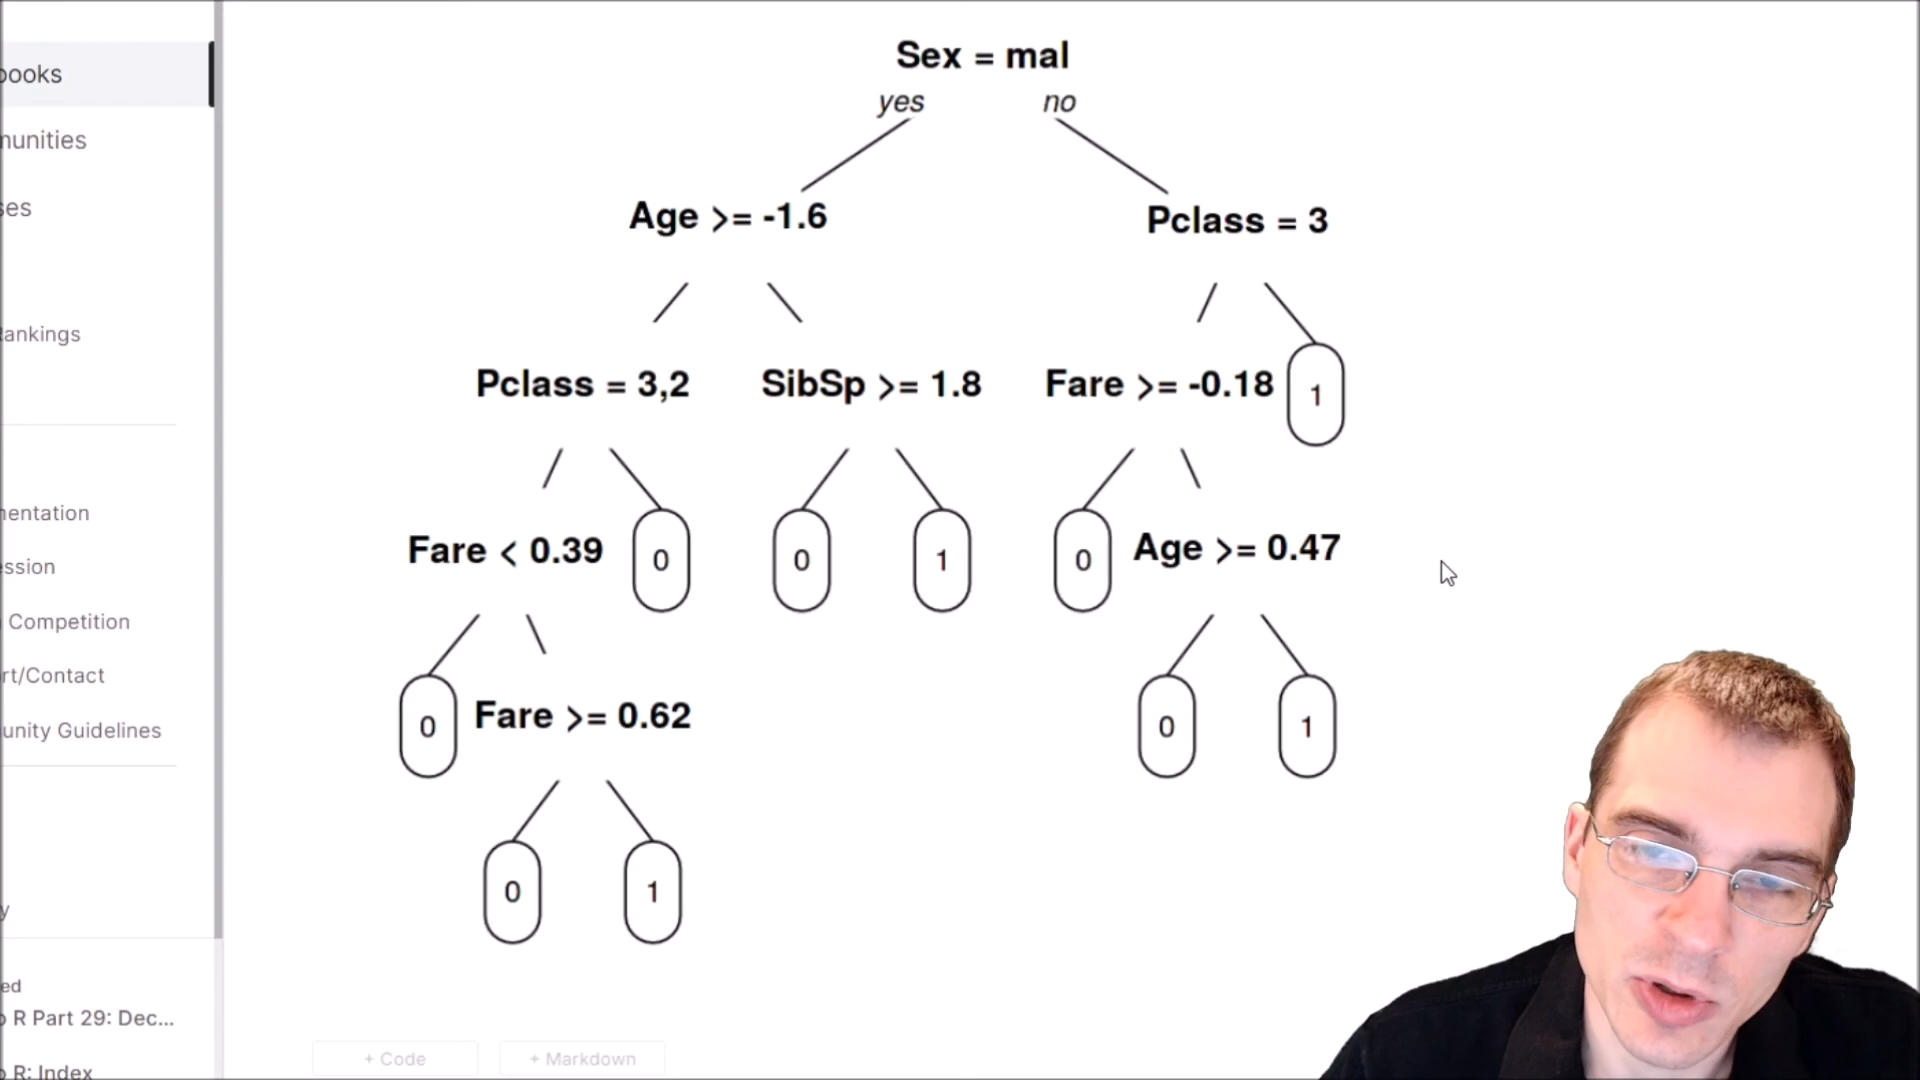 Sex = mal
yes no
Age >= -1.6
Pclass = 3
Pclass = 3,2
SibSp >= 1.8
Fare >= -0.18
1
Fare < 0.39
0
0
1
0
Age >= 0.47
0
Fare >= 0.62
0
1
0
1
ooks
nunities
ses
ankings
nentation
ssion
Competition
rt/Contact
unity Guidelines
y
ed
R Part 29: Dec...
R: Index
+ Code
+ Markdown